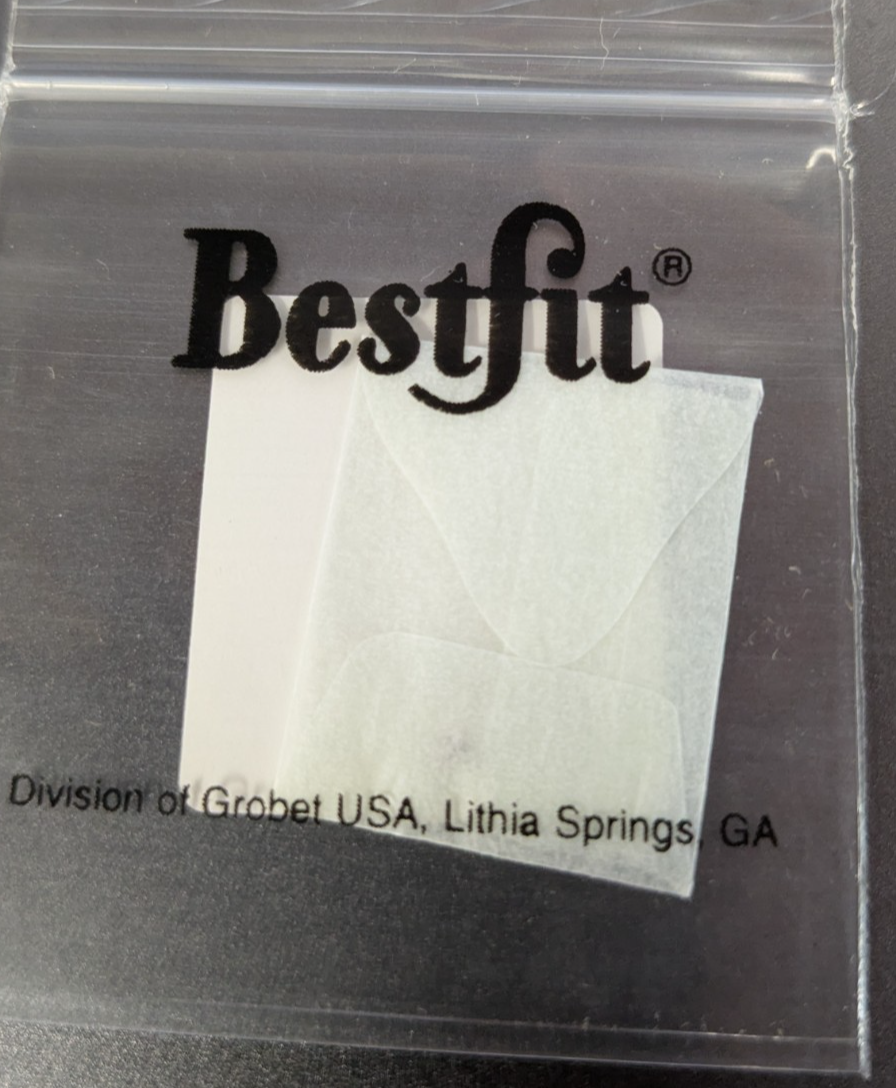 Bestfit®
Division of Grobet USA, Lithia Springs, GA